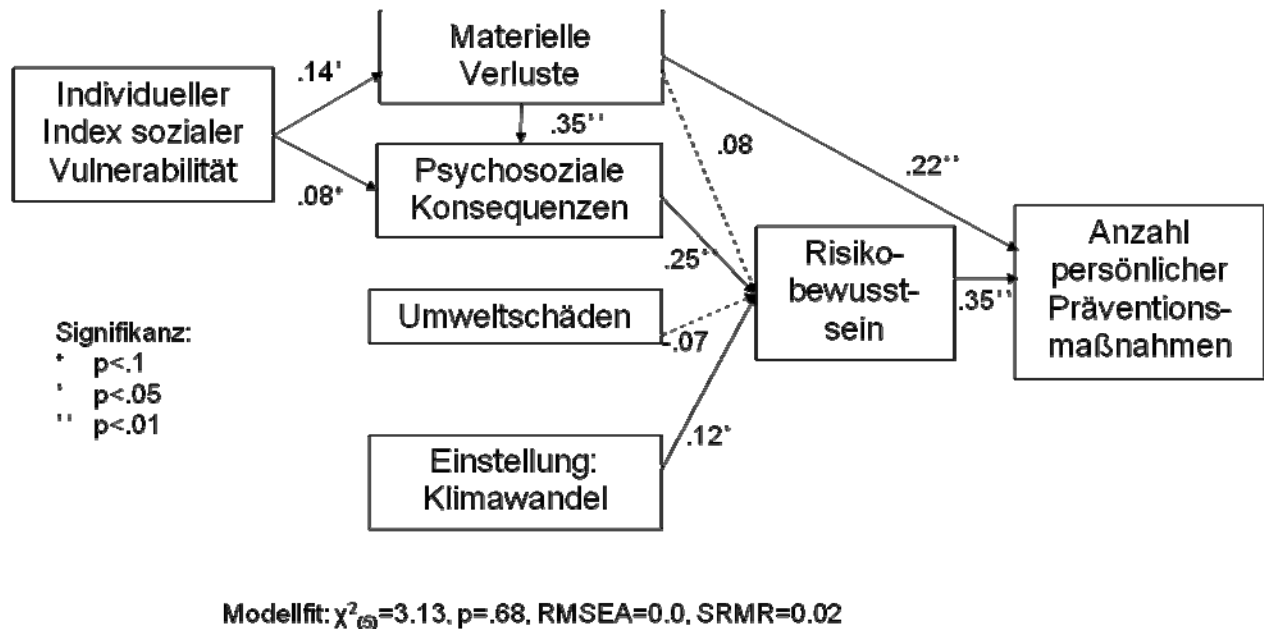 Materielle
Verluste
.14'
Individueller
Index sozialer
Vulnerabilität
.35''
.08
.08+
Psychosoziale
Konsequenzen
.22''
.25''
Risiko-
bewusst-
sein
.35''
Anzahl
persönlicher
Präventions-
maßnahmen
Umweltschäden
-.07
Signifikanz:
+ p<.1
' p<.05
'' p<.01
.12+
Einstellung:
Klimawandel
Modellfit: χ²(5)=3.13, p=.68, RMSEA=0.0, SRMR=0.02